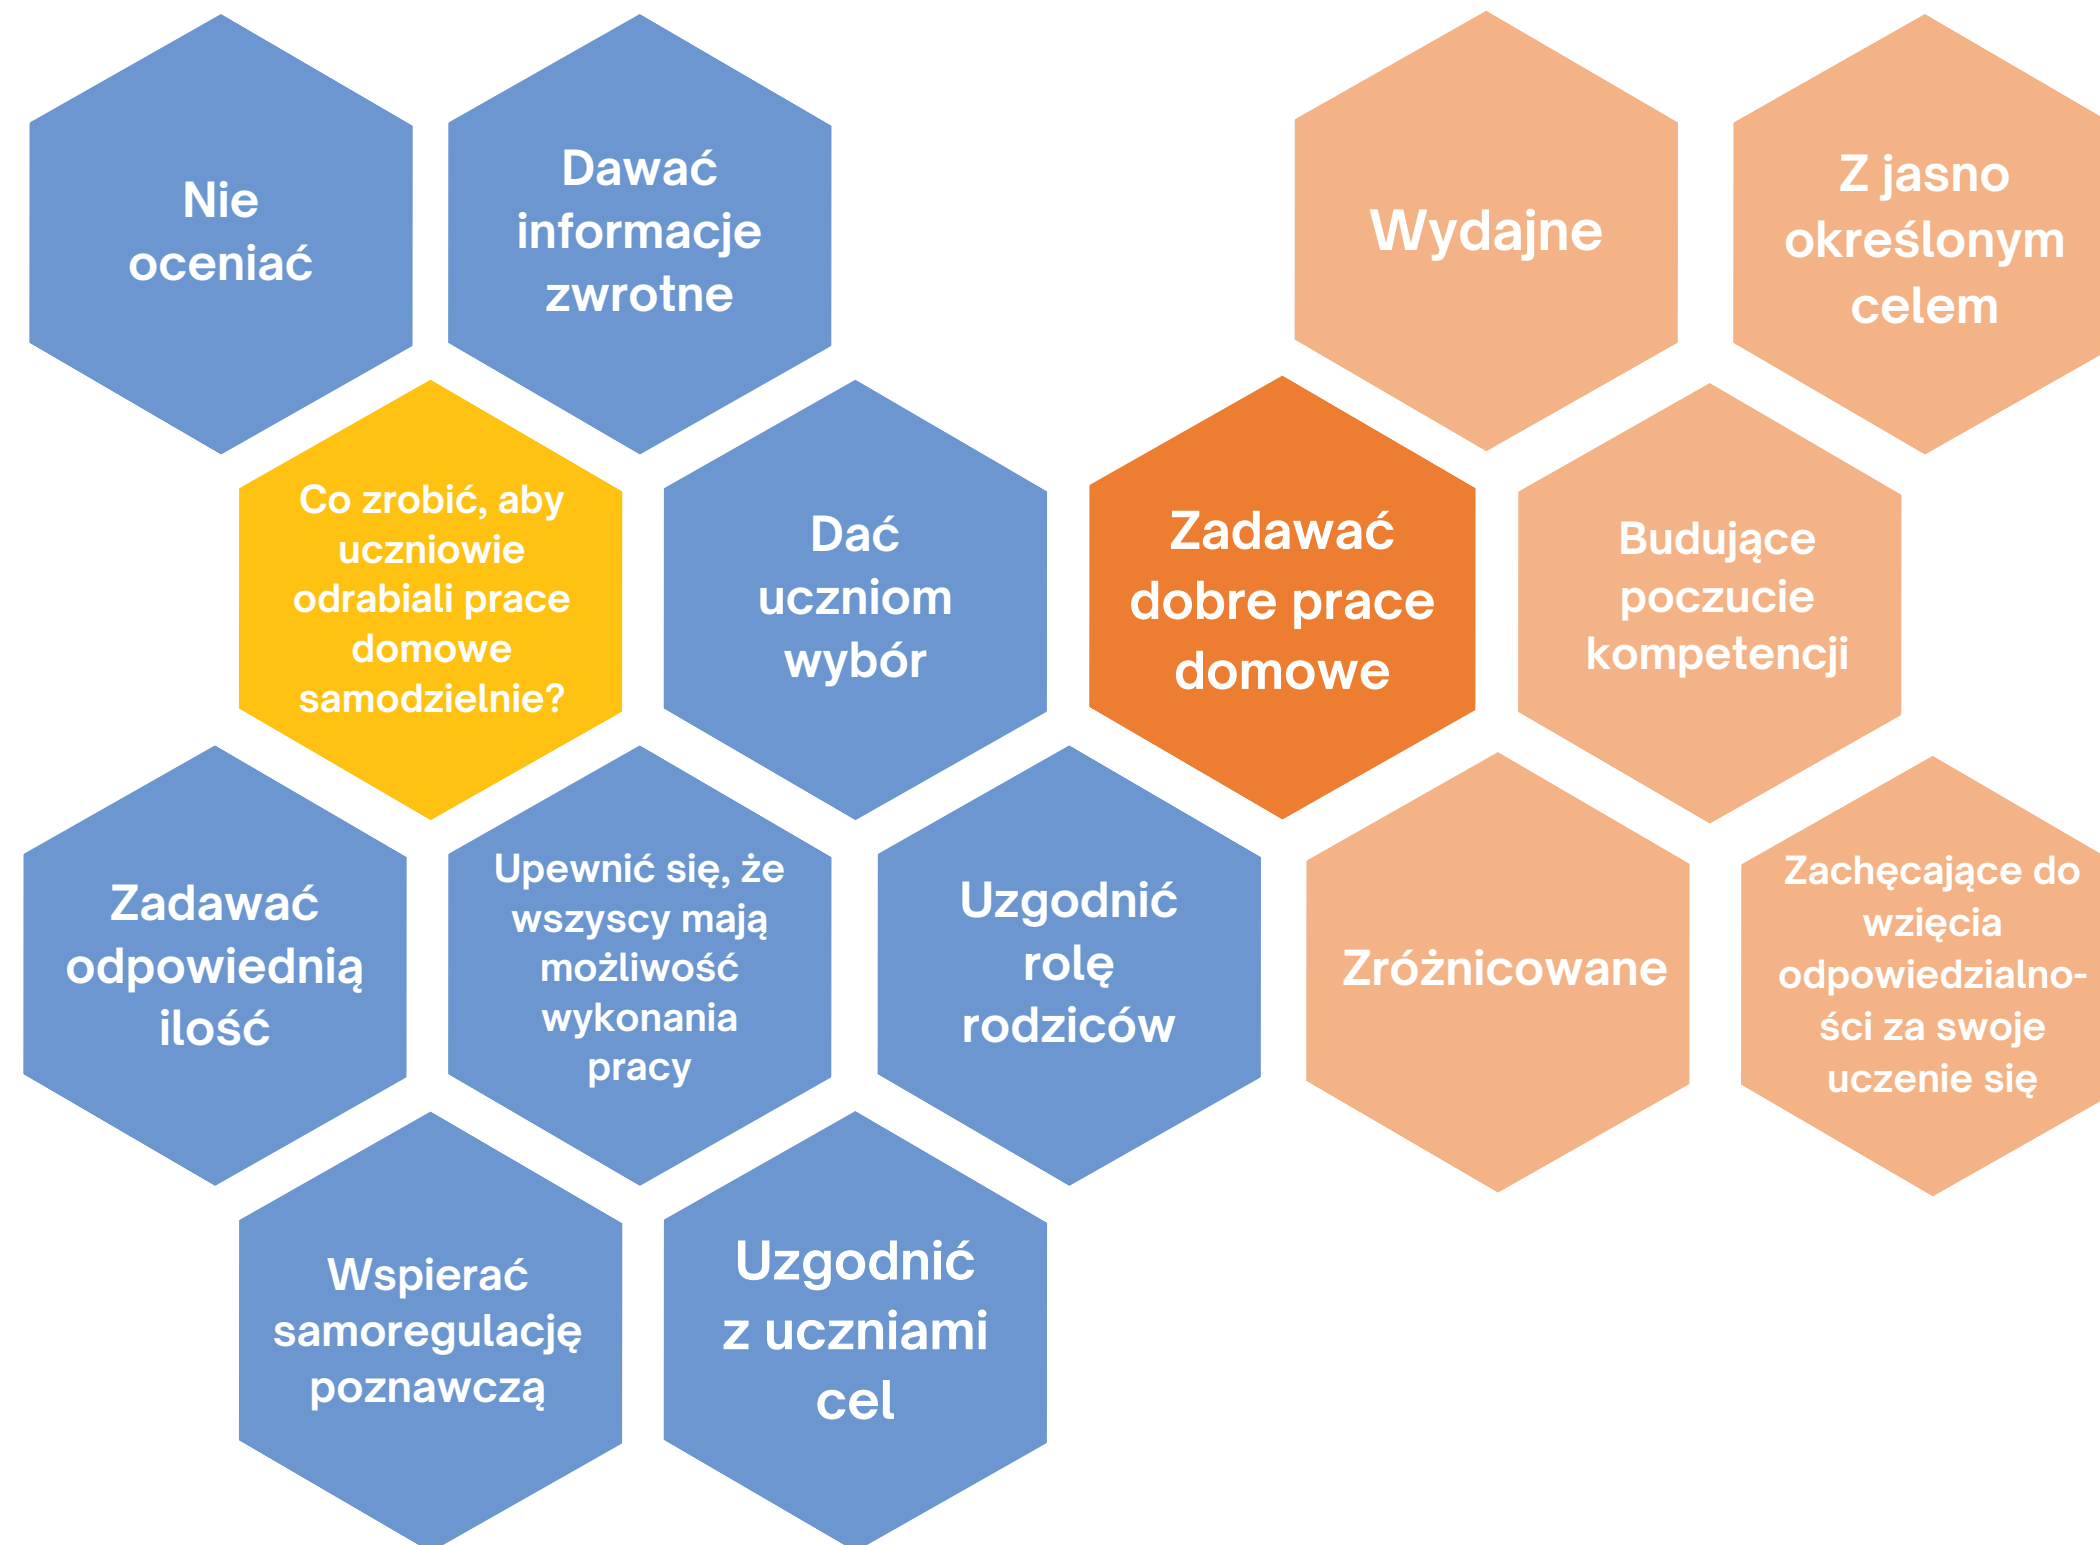 Nie
oceniać
Dawać
informacje
zwrotne
Wydajne
Z jasno
określonym
celem
Co zrobić, aby
uczniowie
odrabiali prace
domowe
samodzielnie?
Dać
uczniom
wybór
Zadawać
dobre prace
domowe
Budujące
poczucie
kompetencji
Zadawać
odpowiednią
ilość
Upewnić się, że
wszyscy mają
możliwość
wykonania
pracy
Uzgodnić
rolę
rodziców
Zróżnicowane
Zachęcające do
wzięcia
odpowiedzialno-
ści za swoje
uczenie się
Wspierać
samoregulację
poznawczą
Uzgodnić
z uczniami
cel